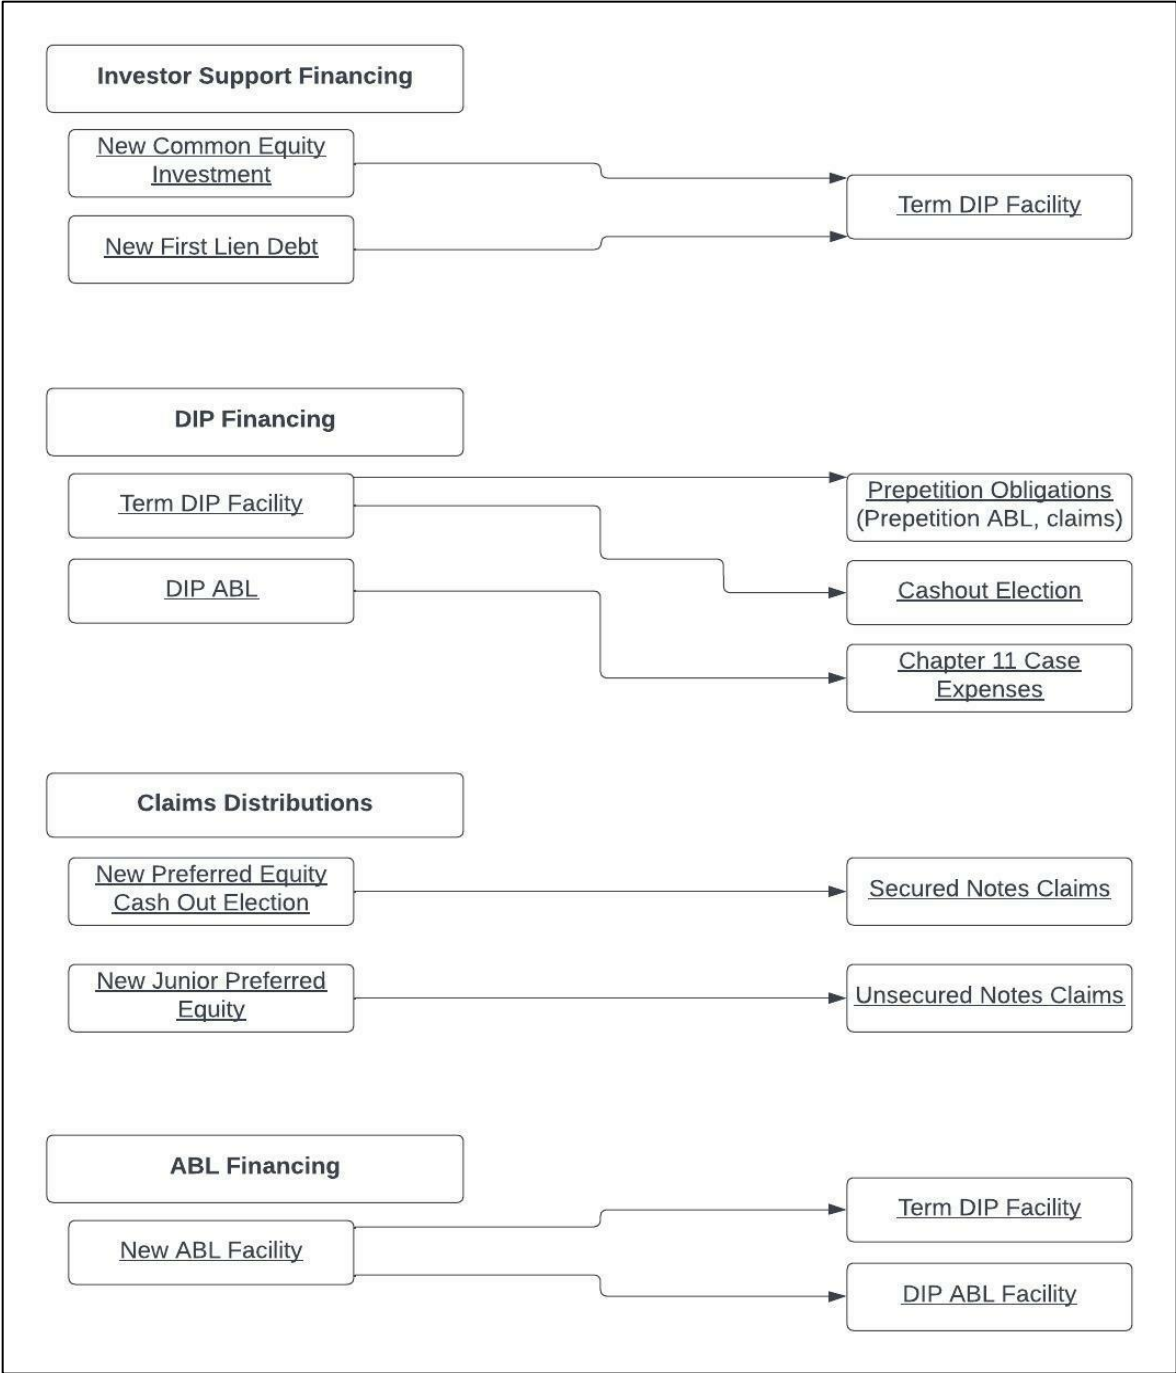 Investor Support Financing
New Common Equity
Investment
New First Lien Debt
Term DIP Facility
DIP Financing
Term DIP Facility
DIP ABL
Prepetition Obligations
(Prepetition ABL, claims)
Cashout Election
Chapter 11 Case
Expenses
Claims Distributions
New Preferred Equity
Cash Out Election
Secured Notes Claims
New Junior Preferred
Equity
Unsecured Notes Claims
ABL Financing
New ABL Facility
Term DIP Facility
DIP ABL Facility